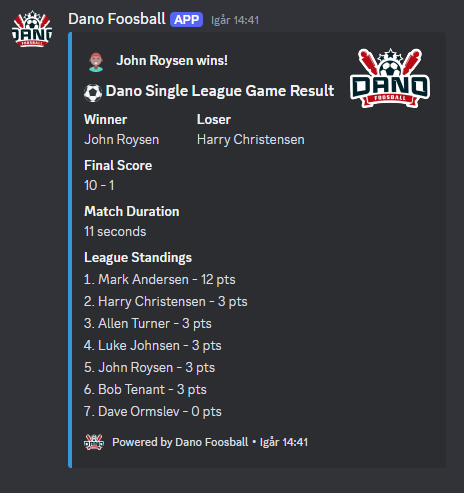 DANO
Dano Foosball APP Igår 14:41
John Roysen wins!
Dano Single League Game Result
DANO
FOOSBALL
Winner Loser
John Roysen Harry Christensen
Final Score
10 - 1
Match Duration
11 seconds
League Standings
1. Mark Andersen - 12 pts
2. Harry Christensen - 3 pts
3. Allen Turner - 3 pts
4. Luke Johnsen - 3 pts
5. John Roysen - 3 pts
6. Bob Tenant - 3 pts
7. Dave Ormslev - 0 pts
DANO
Powered by Dano Foosball • Igår 14:41